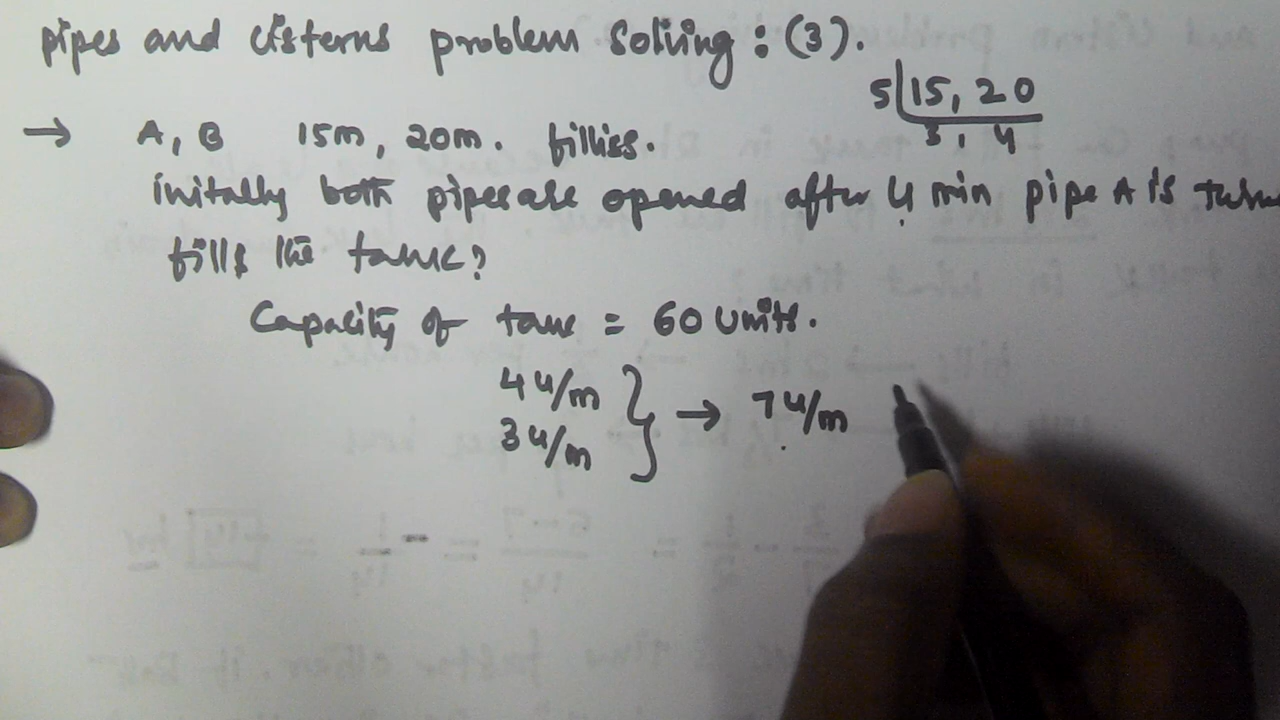 pipes and cisterns problem solving : (3).
5 | 15, 20
3, 4
→ A, B 15m, 20m. fillis.
initally both pipes are opened after 4 min pipe A is
fills the tank?
Capacity of tank = 60 units.
4 u/m
3 u/m
} → 7 u/m